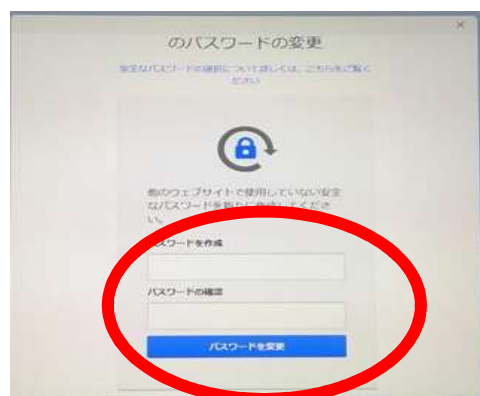 ×
のパスワードの変更
安全なパスワードの選択について詳しくは、こちらをご覧く
ださい
他のウェブサイトで使用していない安全
なパスワードを新たに作成してくださ
い。
パスワードを作成
パスワードの確認
パスワードを変更